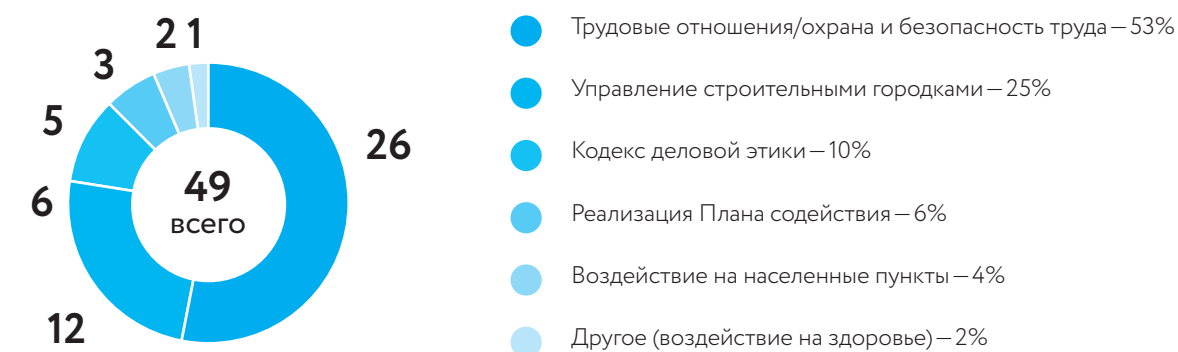 2 1
3
5
6
12
26
49
всего
Трудовые отношения/охрана и безопасность труда — 53%
Управление строительными городками — 25%
Кодекс деловой этики — 10%
Реализация Плана содействия — 6%
Воздействие на населенные пункты — 4%
Другое (воздействие на здоровье) — 2%